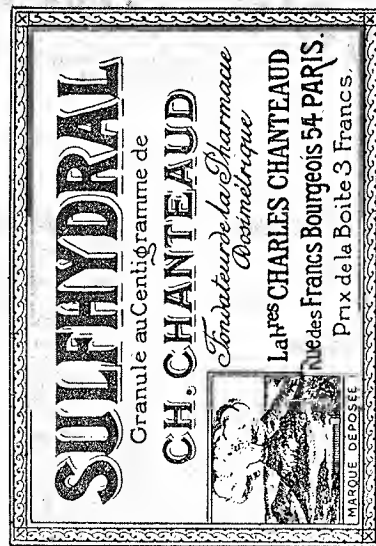 SULFHYDRAL
Granulé au Centigramme de
CH. CHANTEAUD
Fondateur de la Pharmacie
Dosimétrique
Labres CHARLES CHANTEAUD
Rue des Francs Bourgeois 54 PARIS.
Prix de la Boite 3 Francs.
MARQUE DÉPOSÉE